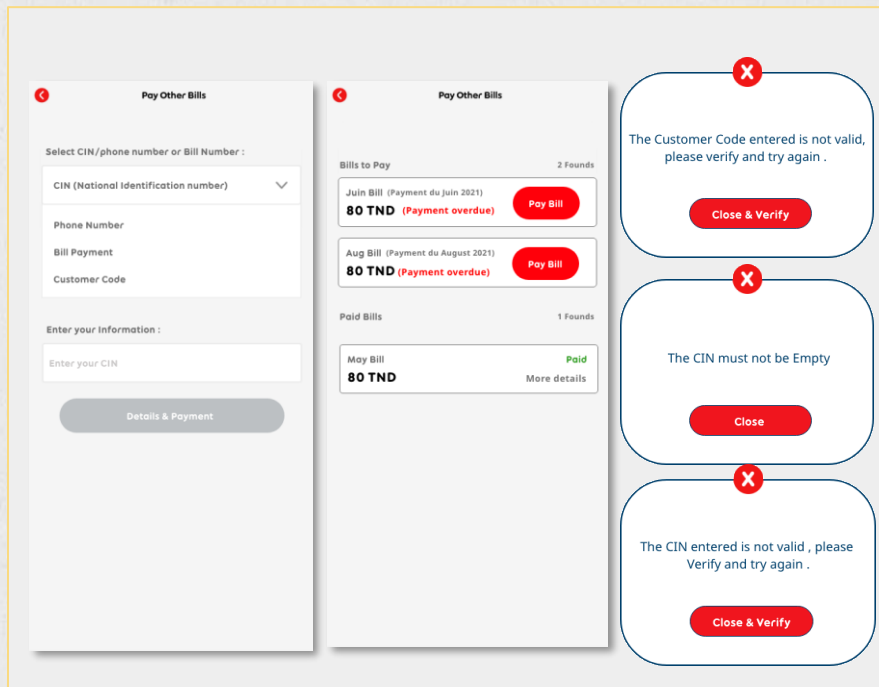 Pay Other Bills
Select CIN/phone number or Bill Number :
CIN (National Identification number)
Phone Number
Bill Payment
Customer Code
Enter your Information :
Enter your CIN
Details & Payment
Pay Other Bills
Bills to Pay 2 Founds
Juin Bill (Payment du Juin 2021)
80 TND (Payment overdue)
Pay Bill
Aug Bill (Payment du August 2021)
80 TND (Payment overdue)
Pay Bill
Paid Bills 1 Founds
May Bill Paid
80 TND More details
X
The Customer Code entered is not valid,
please verify and try again .
Close & Verify
X
The CIN must not be Empty
Close
X
The CIN entered is not valid , please
Verify and try again .
Close & Verify